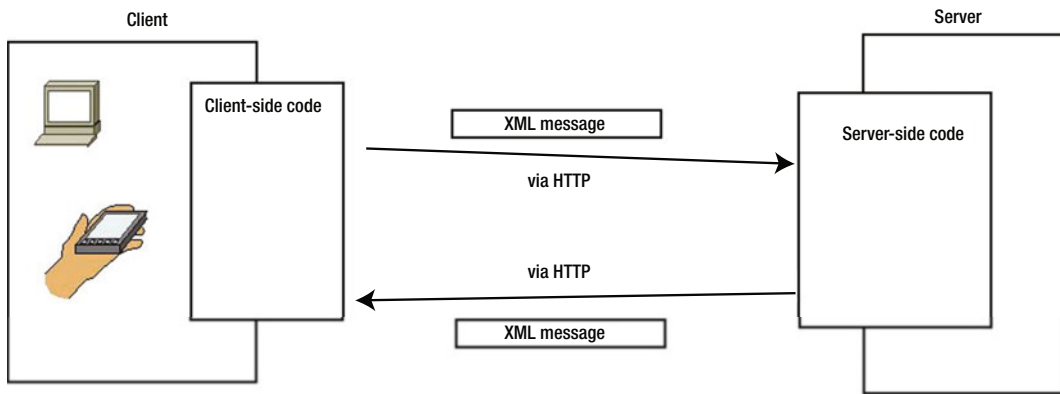 Client
Server
Client-side code
XML message
Server-side code
via HTTP
via HTTP
XML message